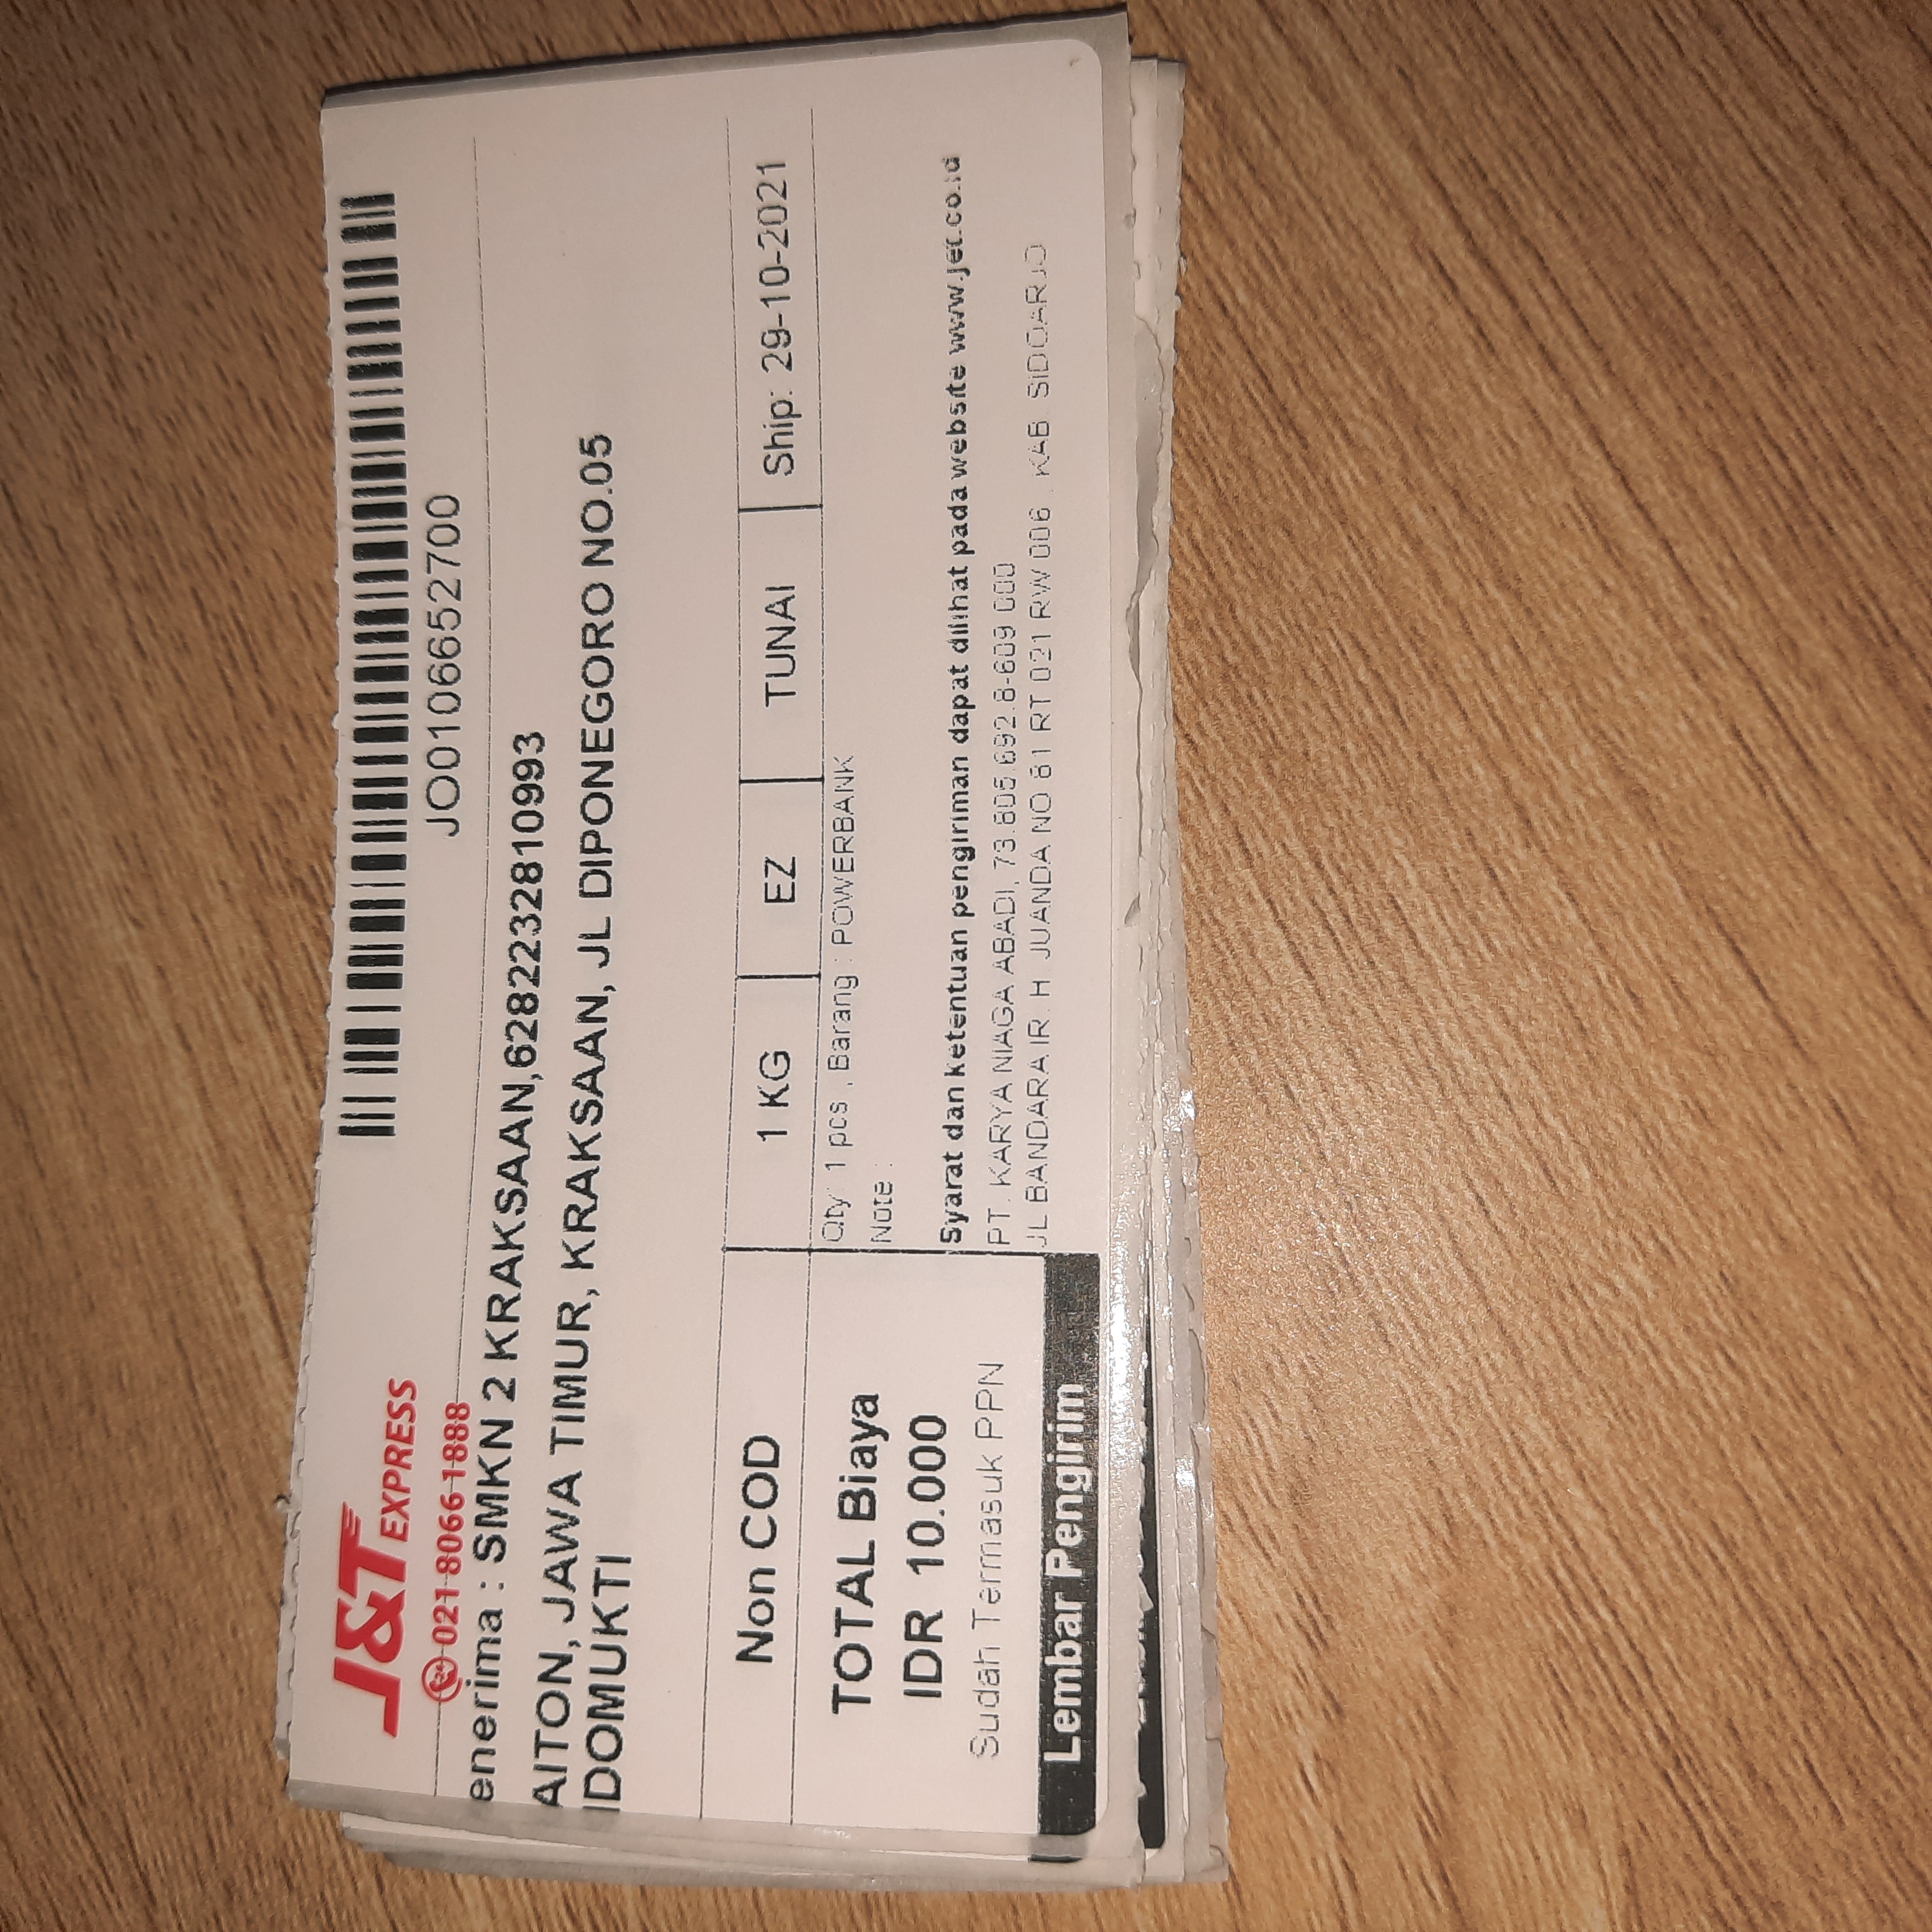 J&T EXPRESS
021 8066 1888
JO0106652700
enerima : SMKN 2 KRAKSAAN,6282232810993
AITON, JAWA TIMUR, KRAKSAAN, JL DIPONEGORO NO.05
IDOMUKTI
Non COD
1 KG
EZ
TUNAI
Ship: 29-10-2021
TOTAL Biaya
IDR 10.000
Sudah Termasuk PPN
Lembar Pengirim
Qty: 1 pcs , Barang : POWERBANK
Note :
Syarat dan ketentuan pengiriman dapat dilihat pada website www.jet.co.id
PT. KARYA NIAGA ABADI, 73.805.692.8-609.000
JL BANDARA IR. H. JUANDA NO 81 RT 021 RW 006 , KAB. SIDOARJO